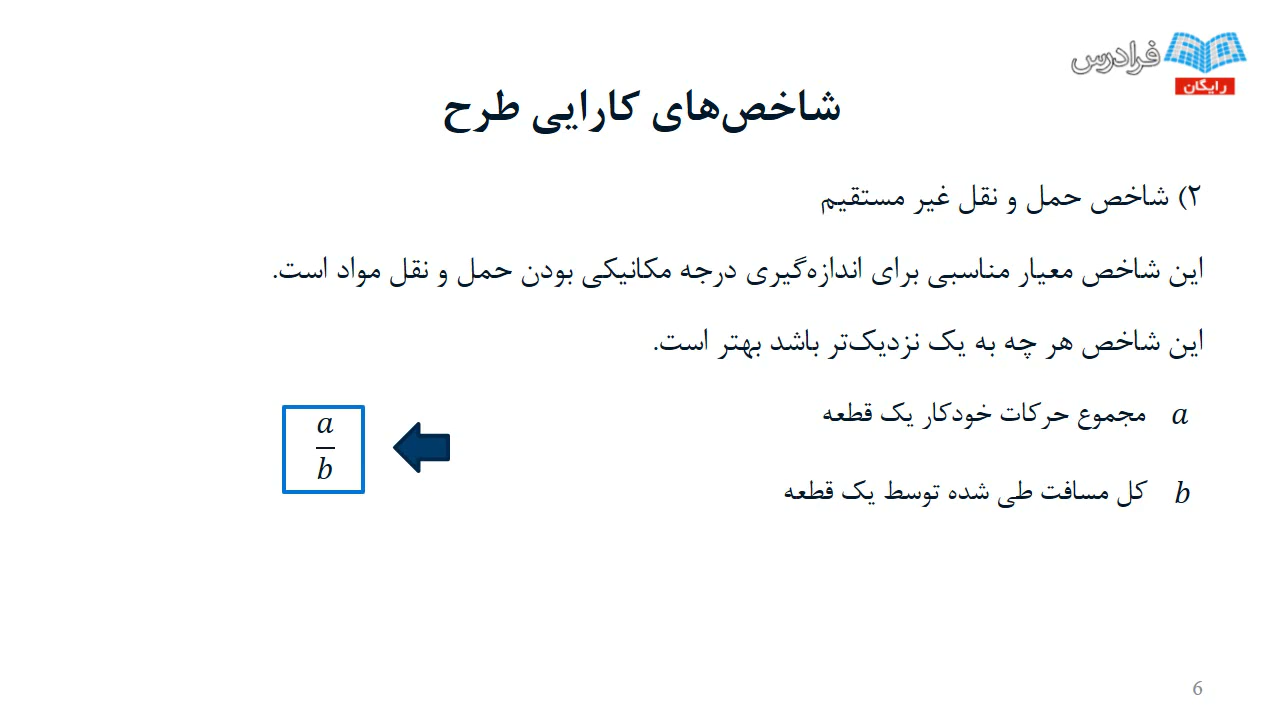 فرادرس
رایگان
شاخص‌های کارایی طرح
۲) شاخص حمل و نقل غیر مستقیم
این شاخص معیار مناسبی برای اندازه‌گیری درجه مکانیکی بودن حمل و نقل مواد است.
این شاخص هر چه به یک نزدیک‌تر باشد بهتر است.
a مجموع حرکات خودکار یک قطعه
a
b
b کل مسافت طی شده توسط یک قطعه
6